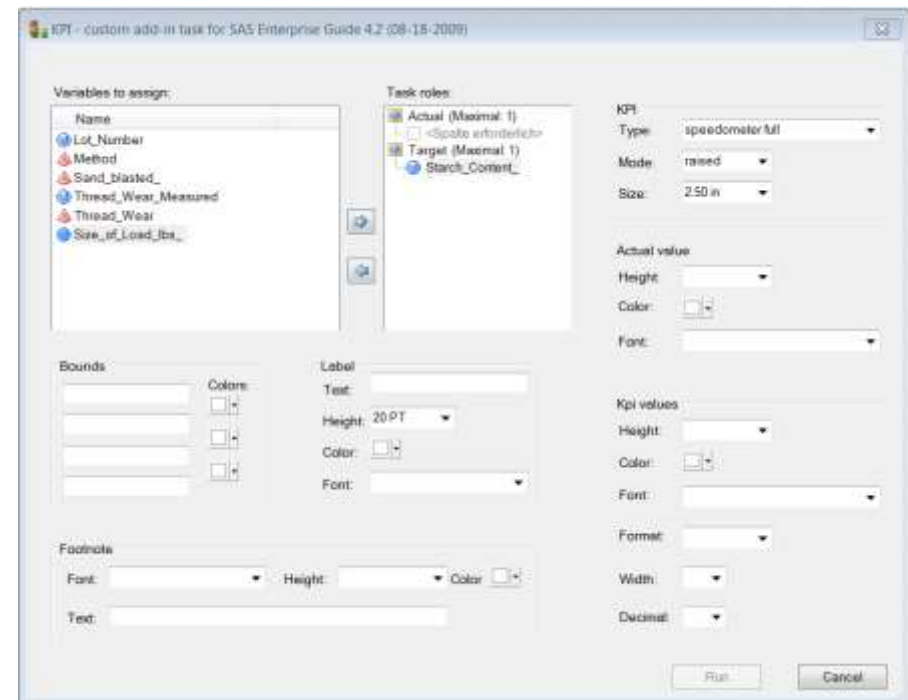 KPI - custom add-in task for SAS Enterprise Guide 4.2 (08-18-2009)
Variables to assign:
Name
Lot_Number
Method
Sand_blasted_
Thread_Wear_Measured
Thread_Wear
Size_of_Load_lbs_
Task roles:
Actual (Maximal: 1)
<Spalte erforderlich>
Target (Maximal: 1)
Starch_Content_
KPI
Type: speedometer full
Mode: raised
Size: 2.50 in
Actual value
Height:
Color:
Font:
Bounds
Colors
Label
Text:
Height: 20 PT
Color:
Font:
Kpi values
Height:
Color:
Font:
Format:
Width:
Decimal:
Footnote
Font: Height: Color
Text:
Run Cancel